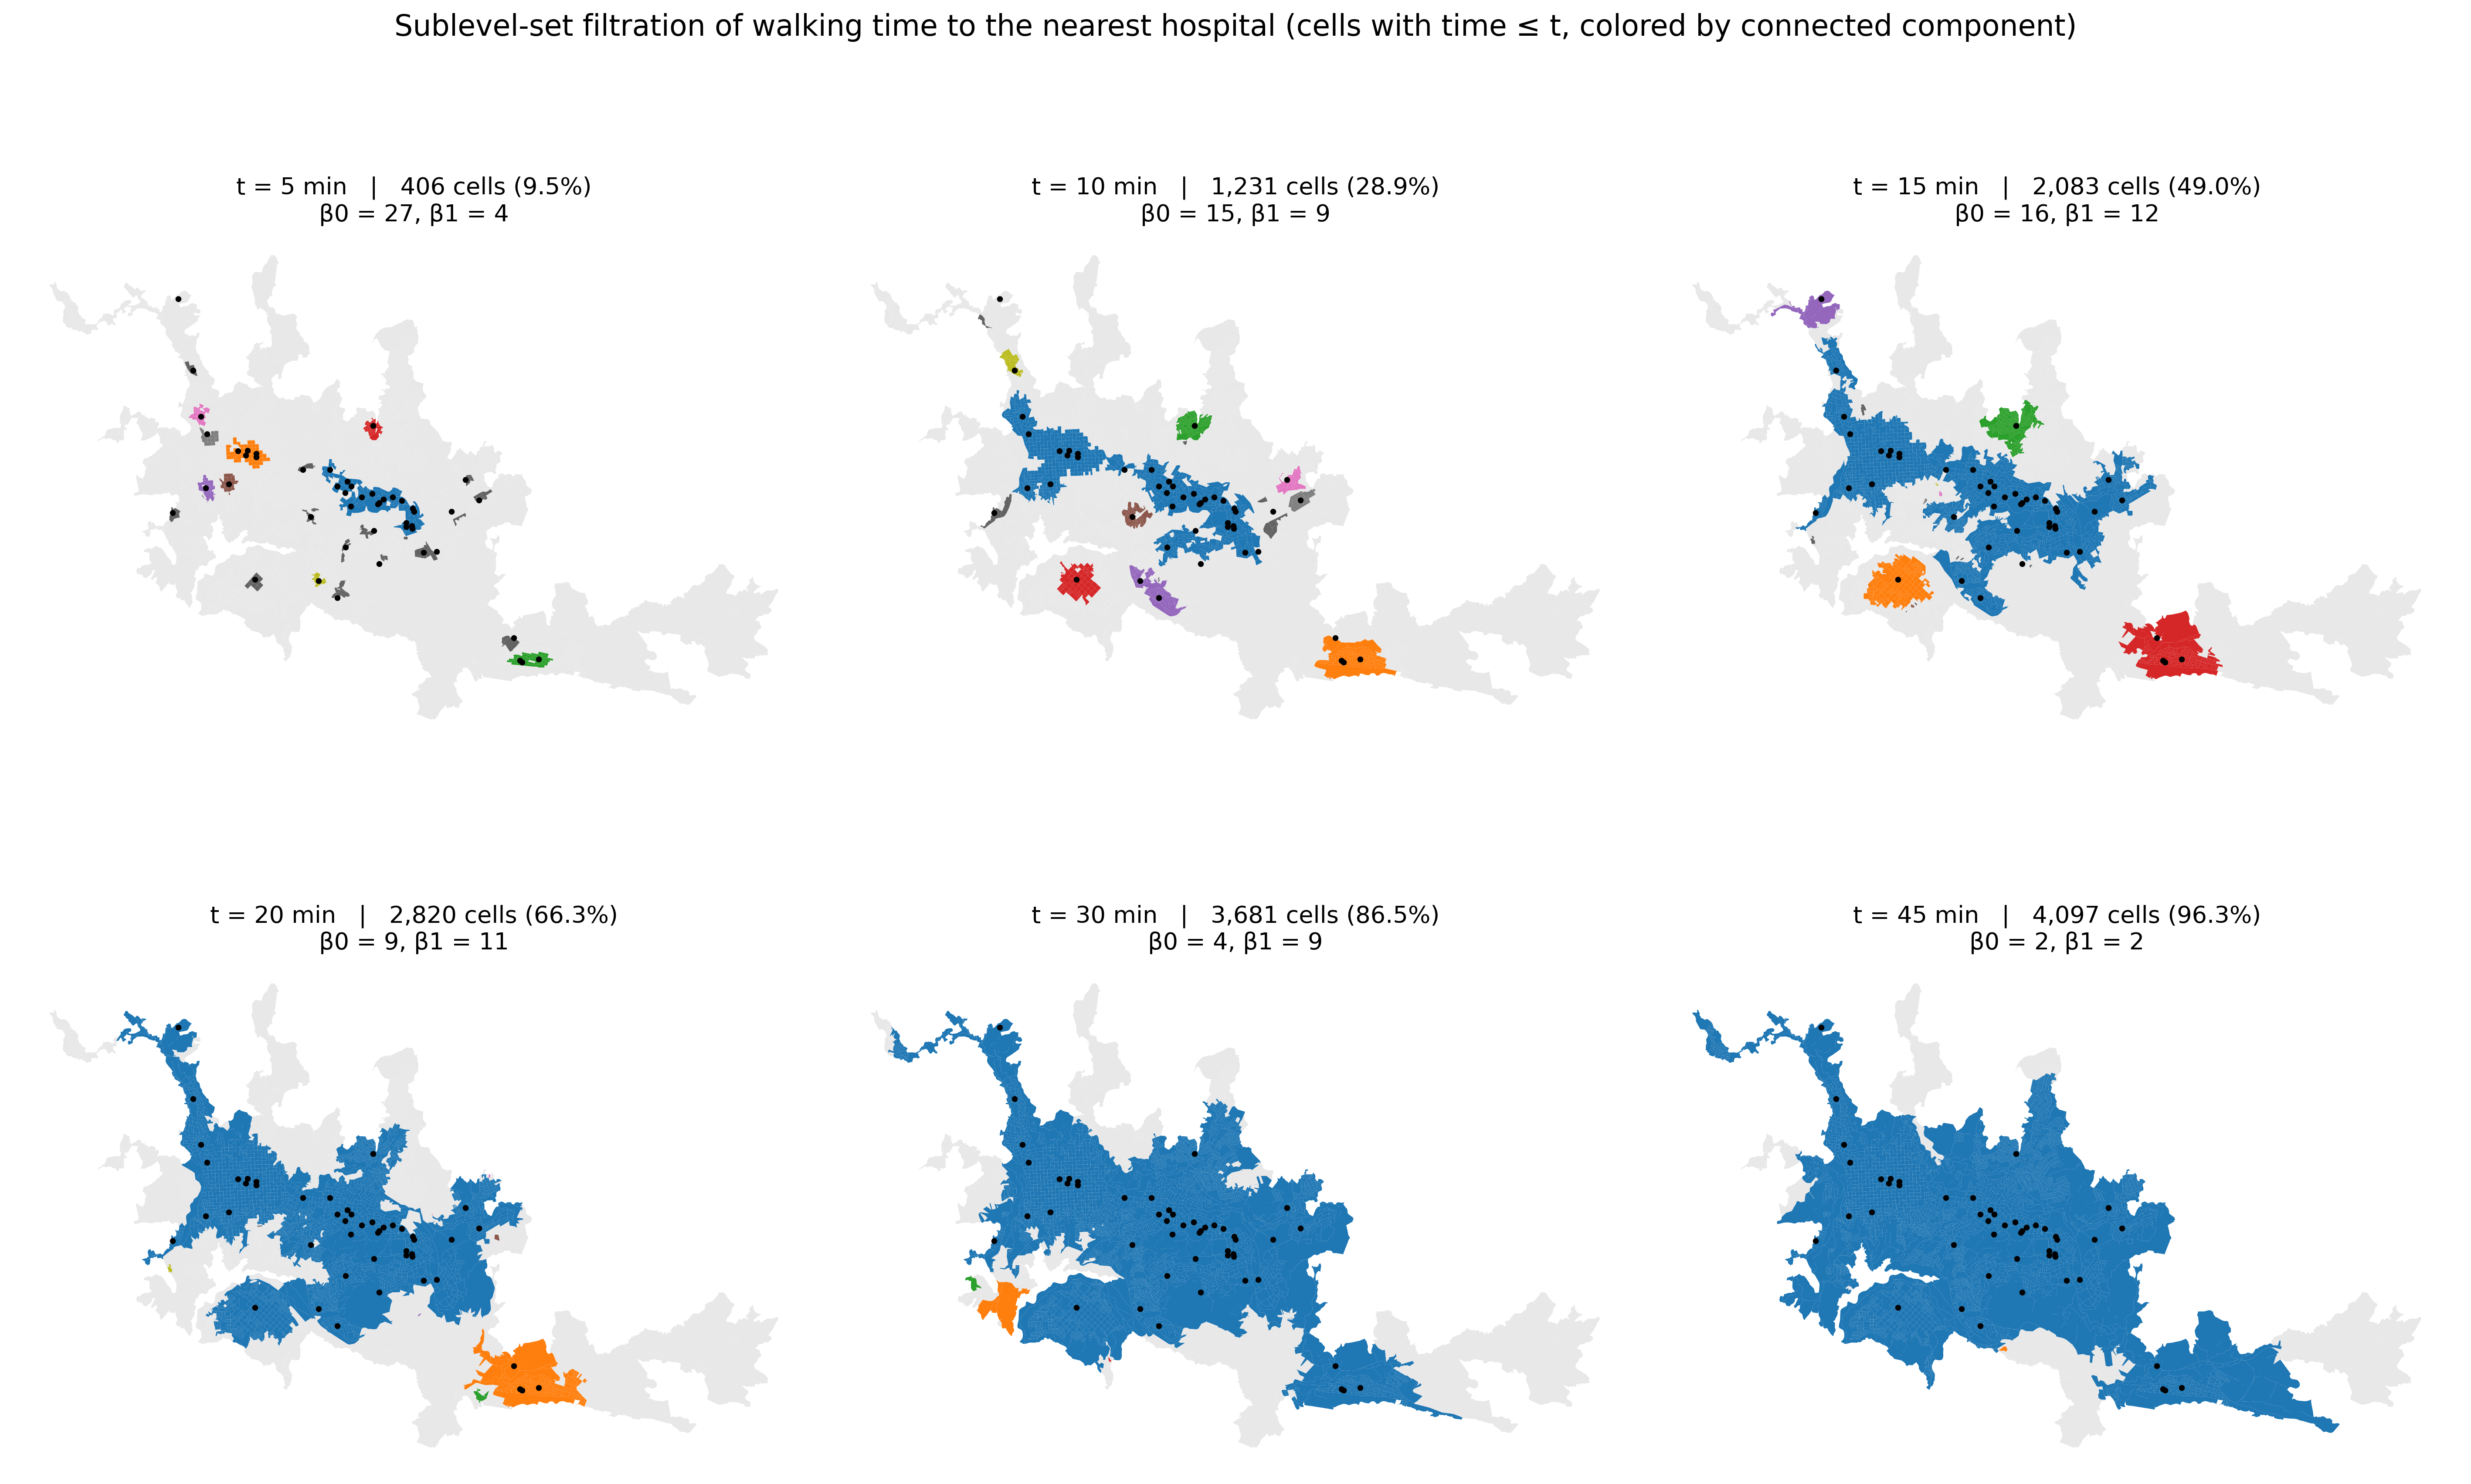 Sublevel-set filtration of walking time to the nearest hospital (cells with time ≤ t, colored by connected component)
t = 5 min | 406 cells (9.5%)
β0 = 27, β1 = 4
t = 10 min | 1,231 cells (28.9%)
β0 = 15, β1 = 9
t = 15 min | 2,083 cells (49.0%)
β0 = 16, β1 = 12
t = 20 min | 2,820 cells (66.3%)
β0 = 9, β1 = 11
t = 30 min | 3,681 cells (86.5%)
β0 = 4, β1 = 9
t = 45 min | 4,097 cells (96.3%)
β0 = 2, β1 = 2